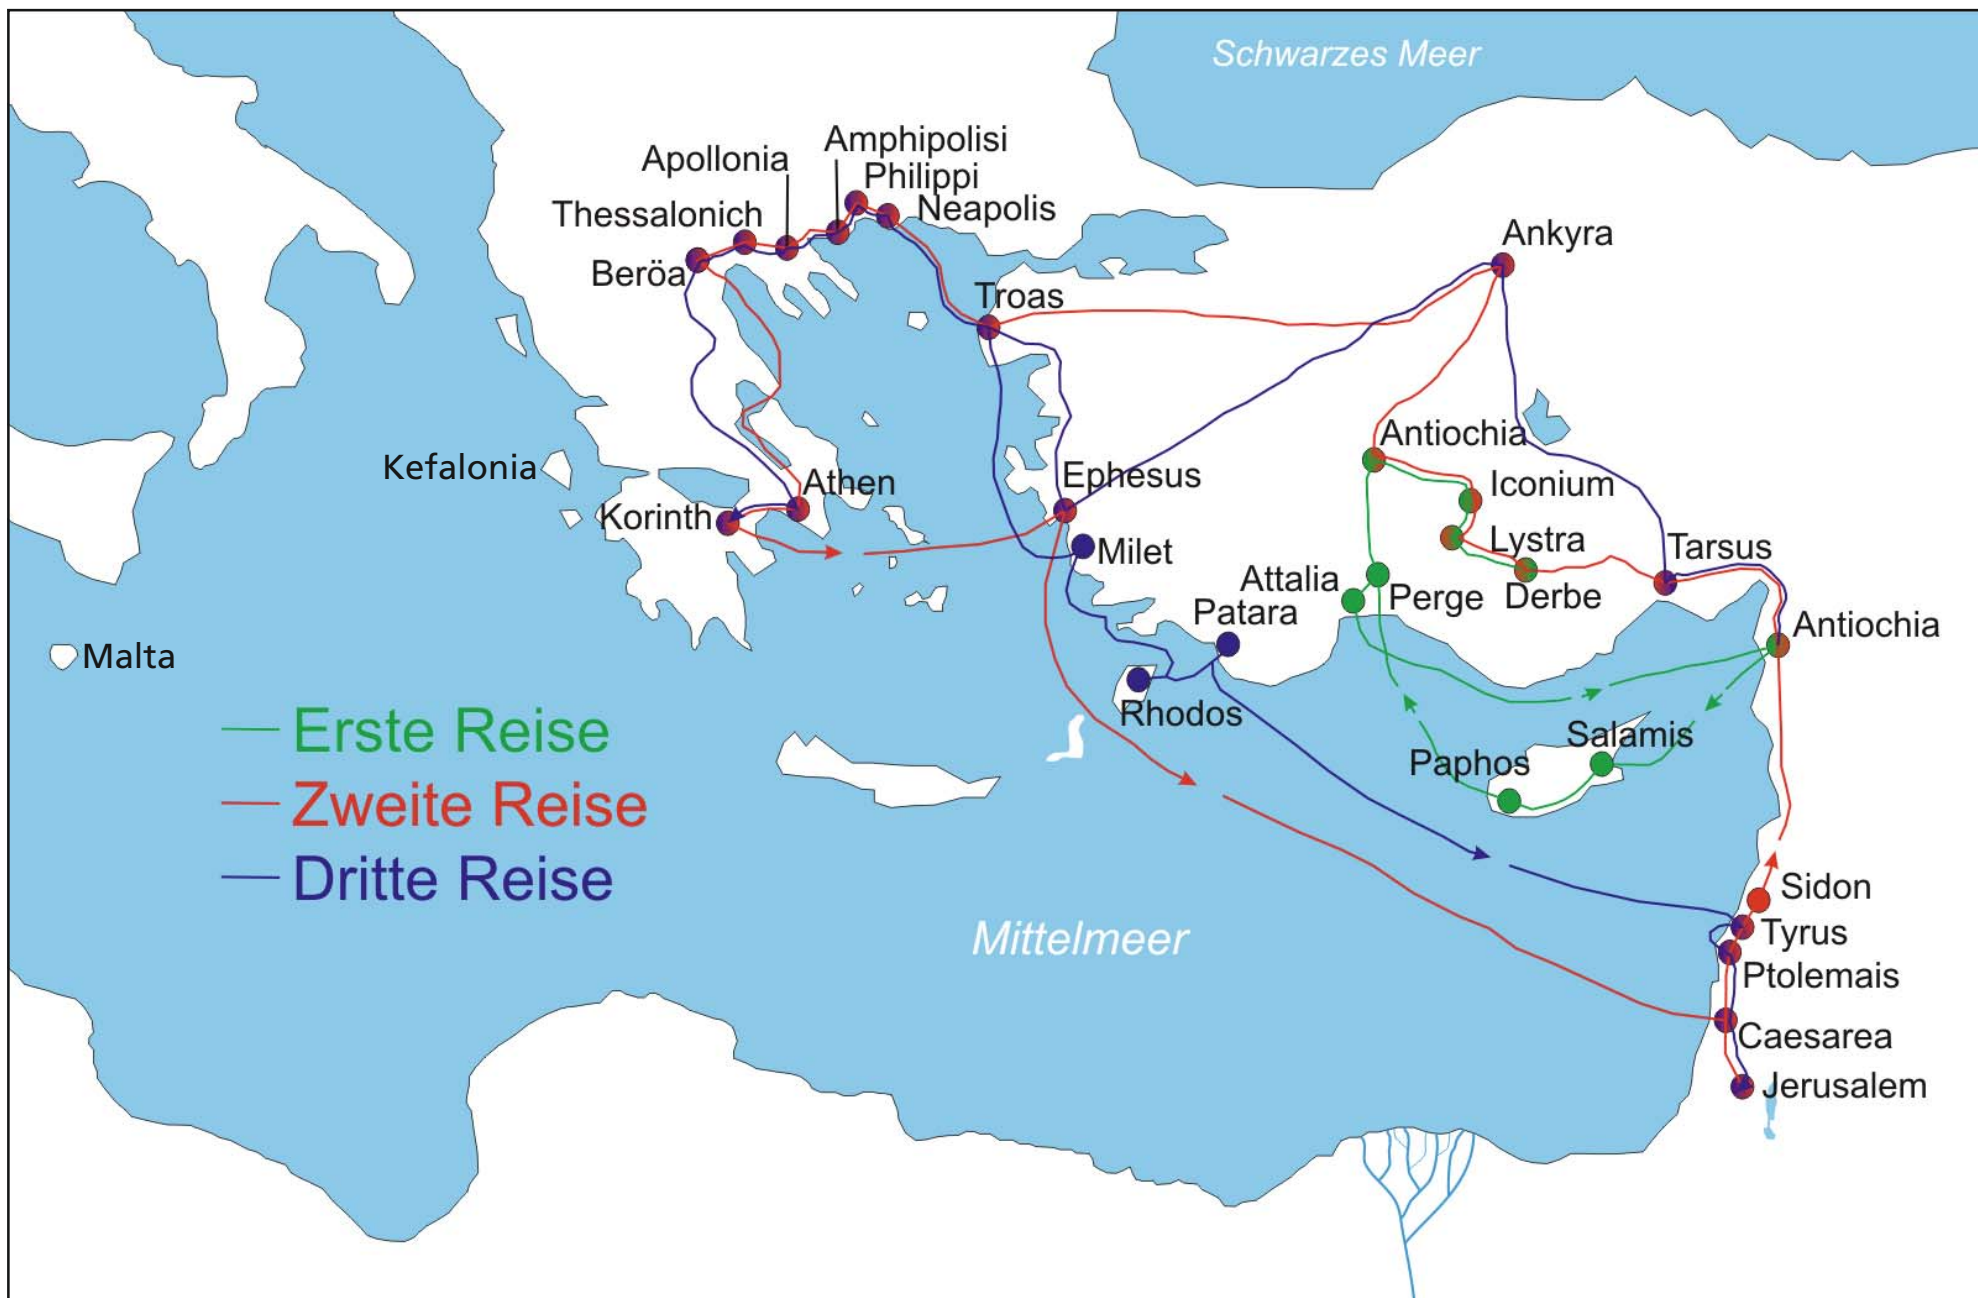 Schwarzes Meer
Amphipolisi
Apollonia
Philippi
Thessalonich
Neapolis
Ankyra
Beröa
Troas
Antiochia
Kefalonia
Athen
Ephesus
Iconium
Korinth
Milet
Lystra
Tarsus
Attalia
Perge
Derbe
Patara
Antiochia
Malta
Rhodos
Erste Reise
Salamis
Paphos
Zweite Reise
Dritte Reise
Sidon
Mittelmeer
Tyrus
Ptolemais
Caesarea
Jerusalem